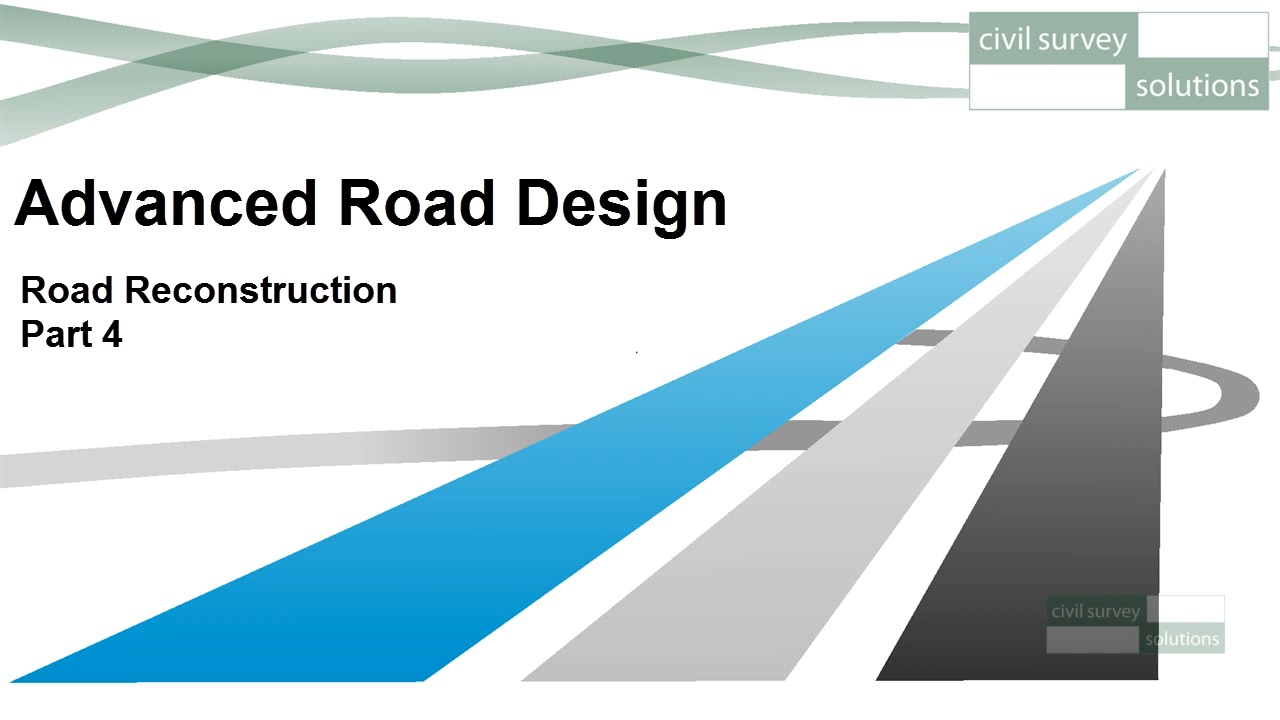 civil survey
solutions
Advanced Road Design
Road Reconstruction
Part 4
civil survey
solutions